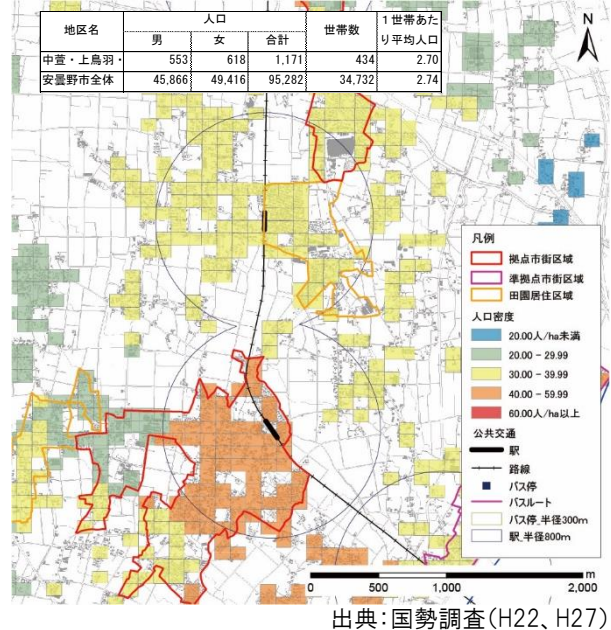 地区名 人口 世帯数 1世帯あたり平均人口
男 女 合計
中萱・上鳥羽・ 553 618 1,171 434 2.70
安曇野市全体 45,866 49,416 95,282 34,732 2.74
N
凡例
拠点市街区域
準拠点市街区域
田園居住区域
人口密度
20.00人/ha未満
20.00 - 29.99
30.00 - 39.99
40.00 - 59.99
60.00人/ha以上
公共交通
駅
路線
バス停
バスルート
バス停_半径300m
駅_半径800m
0 500 1,000 2,000 m
出典:国勢調査(H22、H27)